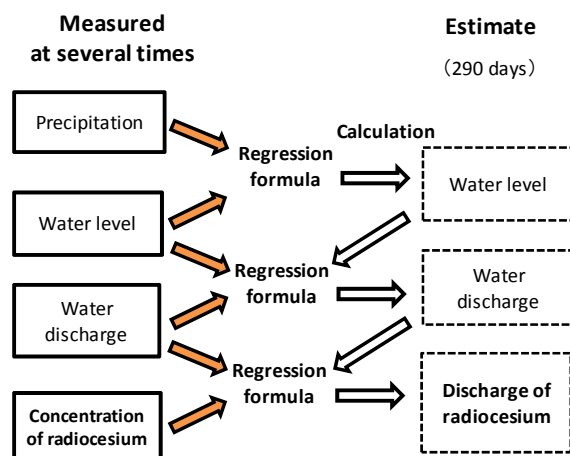 Measured
at several times
Estimate
（290 days）
Precipitation
Calculation
Regression
formula
Water level
Water level
Regression
formula
Water
discharge
Water
discharge
Regression
formula
Discharge of
radiocesium
Concentration
of radiocesium